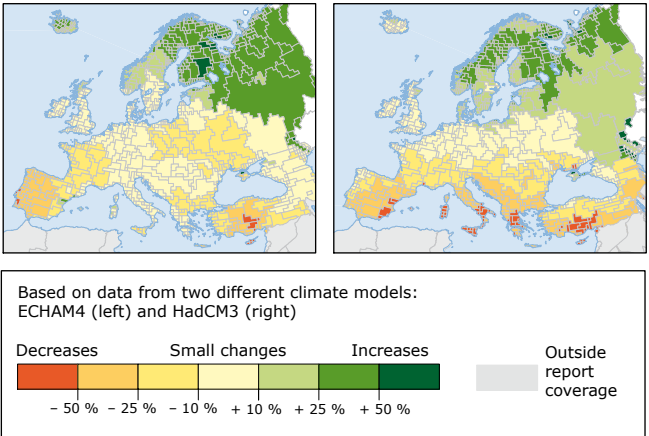 Based on data from two different climate models:
ECHAM4 (left) and HadCM3 (right)
Decreases Small changes Increases
– 50 % – 25 % – 10 % + 10 % + 25 % + 50 %
Outside
report
coverage